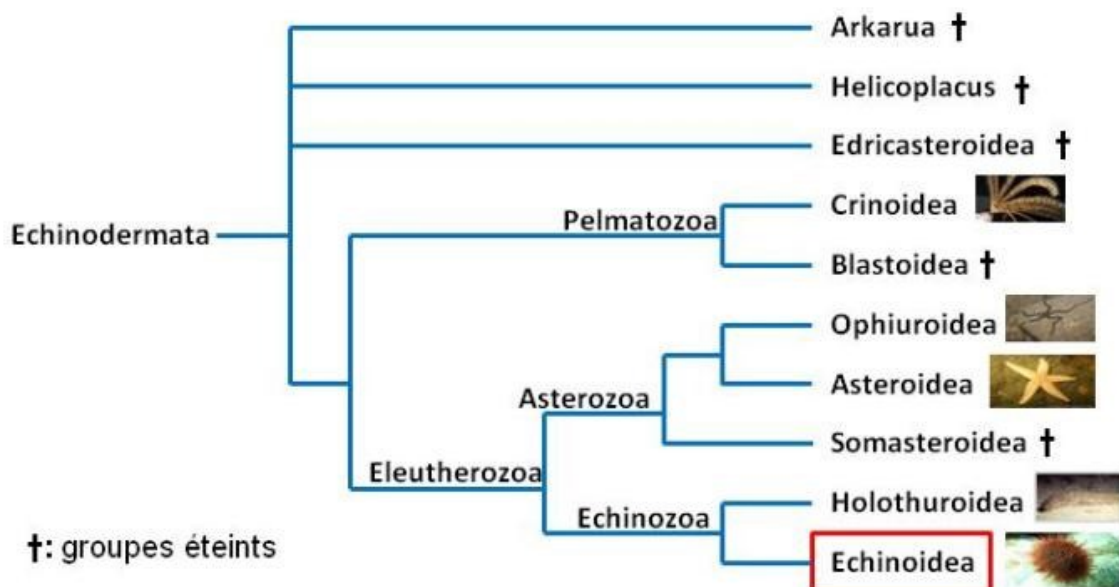 Arkarua †
Helicoplacus †
Edricasteroidea †
Crinoidea
Pelmatozoa
Echinodermata
Blastoidea †
Ophiuroidea
Asteroidea
Asterozoa
Somasteroidea †
Eleutherozoa
Holothuroidea
Echinozoa
†: groupes éteints
Echinoidea